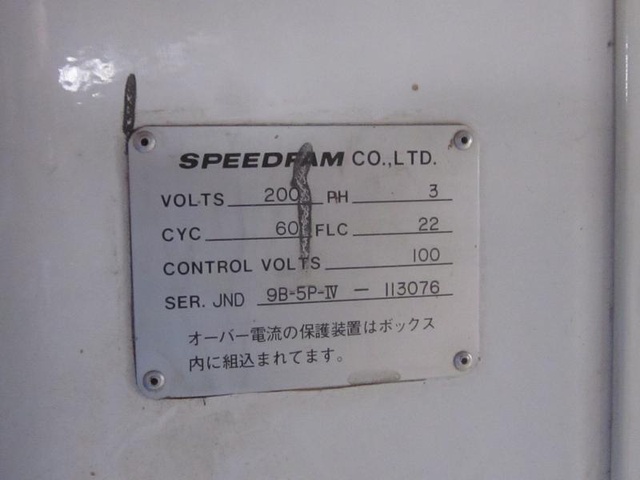 SPEEDFAM CO.,LTD.
VOLTS 200 PH 3
CYC 60 FLC 22
CONTROL VOLTS 100
SER. JND 9B-5P-IV - 113076
オーバー電流の保護装置はボックス
内に組込まれてます。